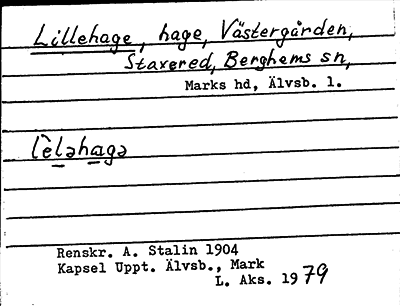 Lillehage, hage, Västergården,
Staxered, Berghems sn,
Marks hd, Älvsb. l.
lèləhagə
Renskr. A. Stalin 1904
Kapsel Uppt. Älvsb., Mark
L. Aks. 1979